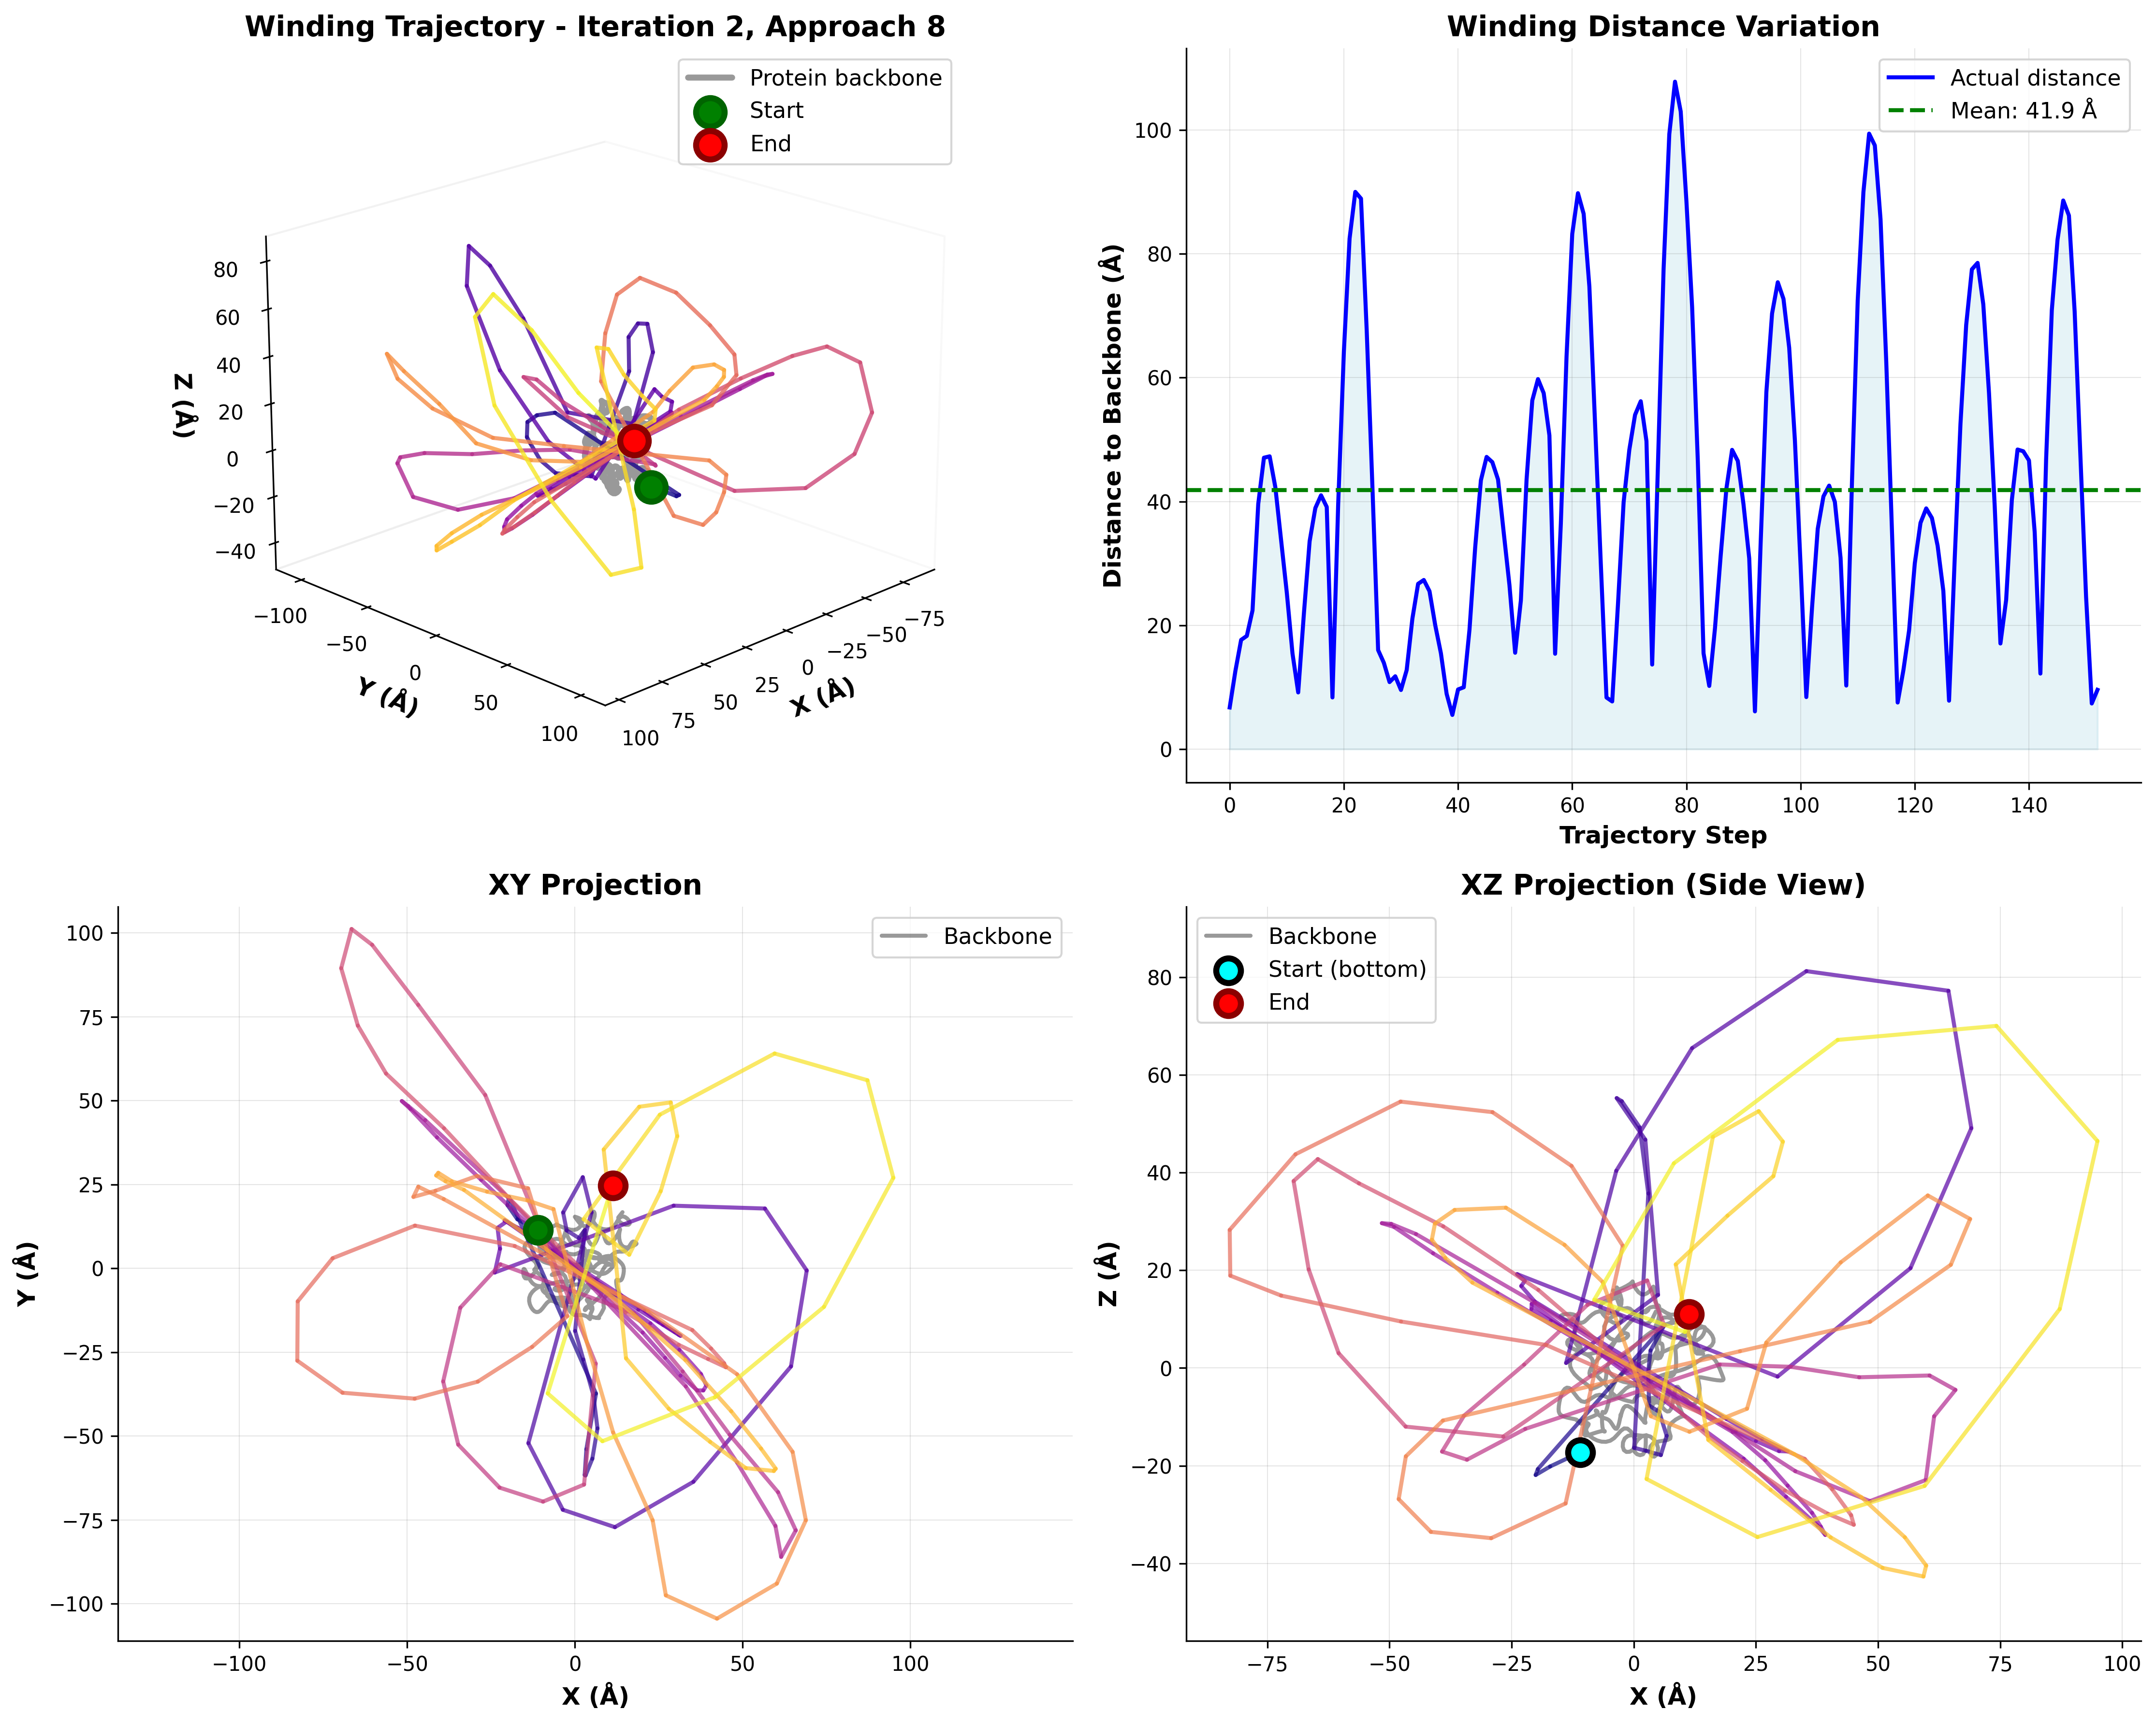 Winding Trajectory - Iteration 2, Approach 8
Protein backbone
Start
End
80
60
40
20
0
−20
−40
Z (Å)
−100
−50
0
50
100
Y (Å)
100
75
50
25
0
−25
−50
−75
X (Å)
Winding Distance Variation
Actual distance
Mean: 41.9 Å
Distance to Backbone (Å)
100
80
60
40
20
0
0
20
40
60
80
100
120
140
Trajectory Step
XY Projection
Backbone
Y (Å)
100
75
50
25
0
−25
−50
−75
−100
−100
−50
0
50
100
X (Å)
XZ Projection (Side View)
Backbone
Start (bottom)
End
Z (Å)
80
60
40
20
0
−20
−40
−75
−50
−25
0
25
50
75
100
X (Å)